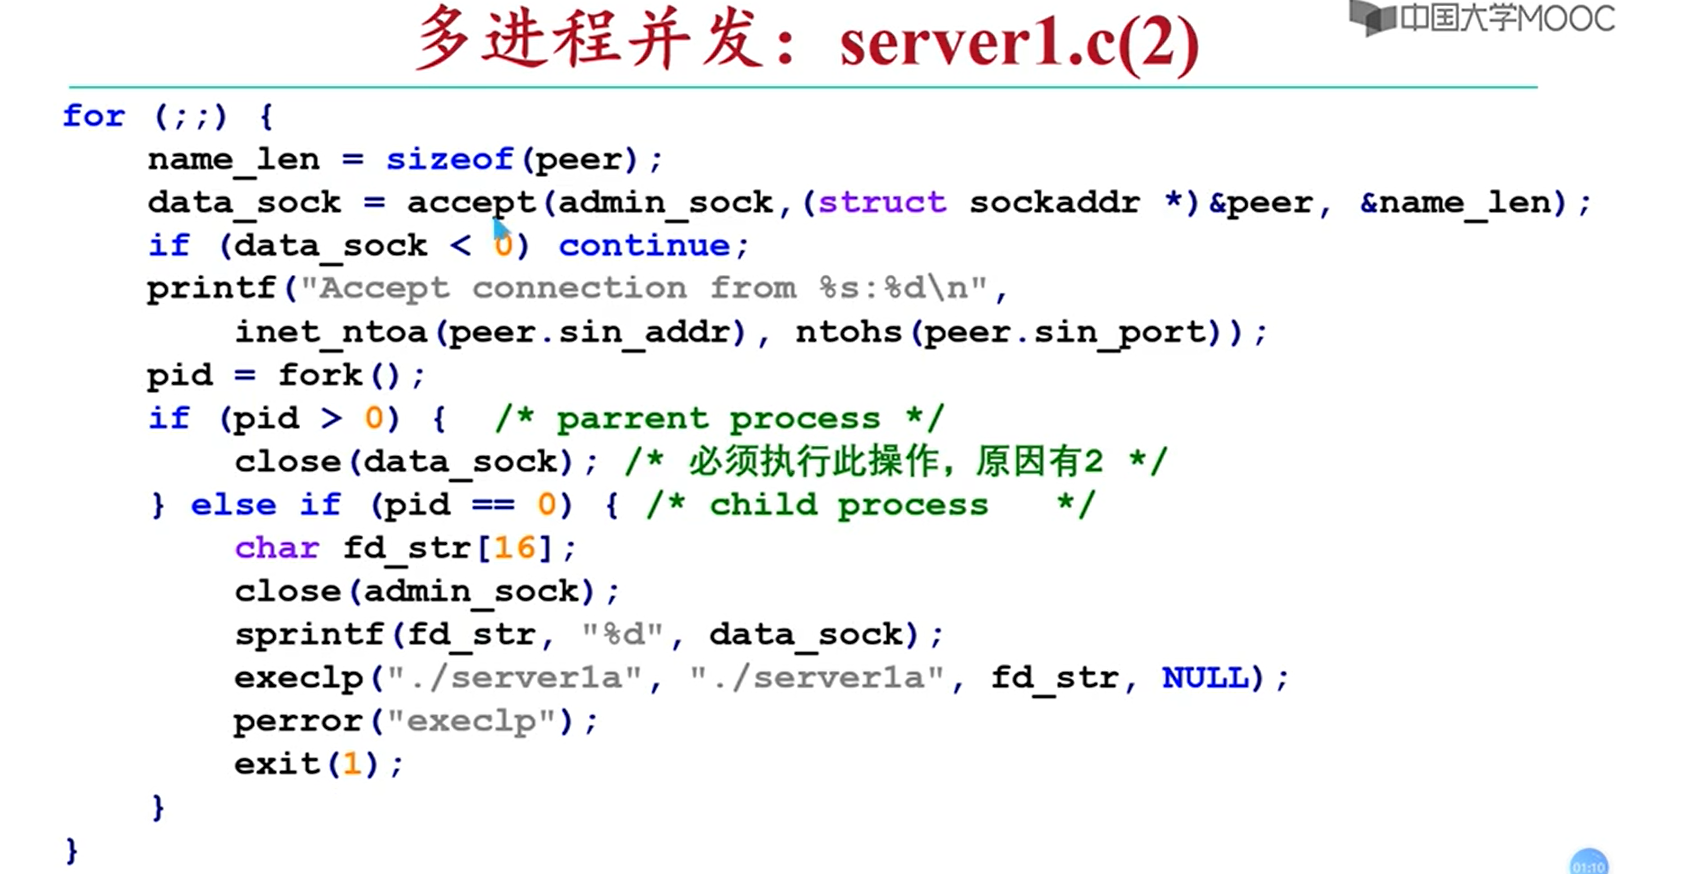 多进程并发：server1.c(2)
中国大学MOOC
for (;;) {
name_len = sizeof(peer);
data_sock = accept(admin_sock,(struct sockaddr *)&peer, &name_len);
if (data_sock < 0) continue;
printf("Accept connection from %s:%d\n",
inet_ntoa(peer.sin_addr), ntohs(peer.sin_port));
pid = fork();
if (pid > 0) { /* parrent process */
close(data_sock); /* 必须执行此操作，原因有2 */
} else if (pid == 0) { /* child process */
char fd_str[16];
close(admin_sock);
sprintf(fd_str, "%d", data_sock);
execlp("./server1a", "./server1a", fd_str, NULL);
perror("execlp");
exit(1);
}
}
01:10